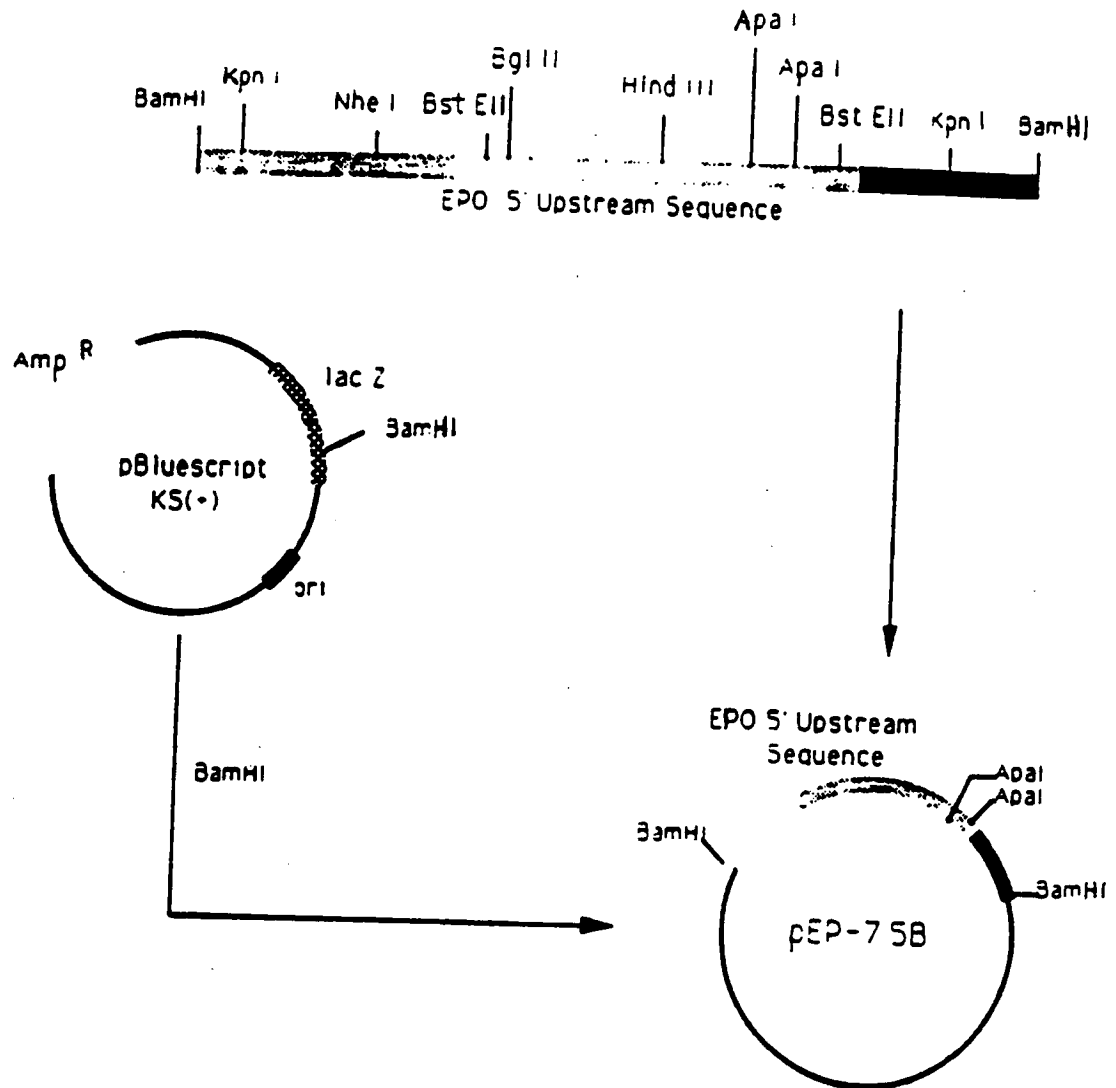 BamHI Kpn I Nhe I Bst EII Bgl II Hind III Apa I Apa I Bst EII Kpn I BamHI
EPO 5' Upstream Sequence
Amp R
lac Z
BamHI
pBluescript
KS(+)
ori
BamHI
EPO 5' Upstream
Sequence
ApaI
ApaI
BamHI
BamHI
pEP-7 5B